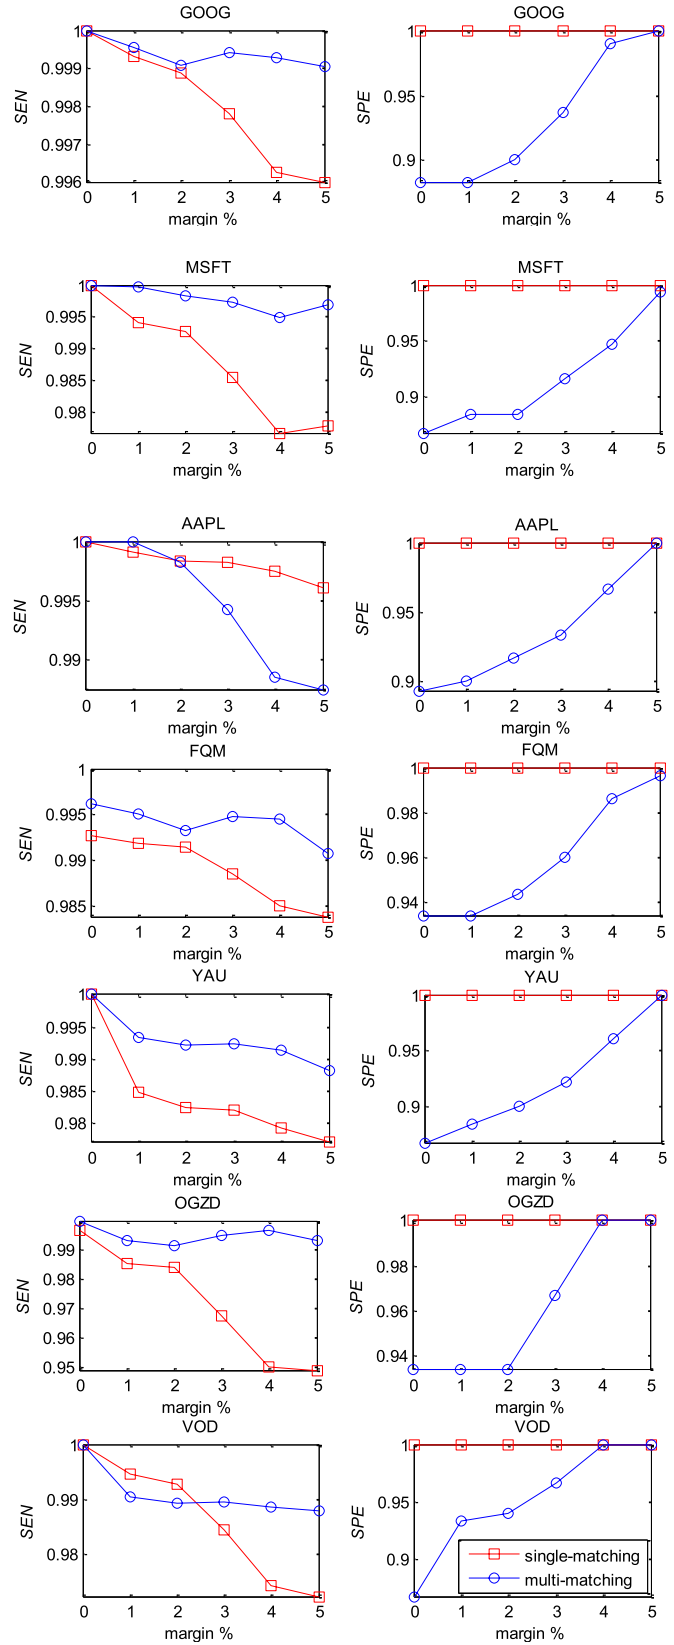 GOOG
GOOG
1
0.999
0.998
0.997
0.996
SEN
0 1 2 3 4 5
margin %
1
0.95
0.9
SPE
0 1 2 3 4 5
margin %
MSFT
MSFT
1
0.995
0.99
0.985
0.98
SEN
0 1 2 3 4 5
margin %
1
0.95
0.9
SPE
0 1 2 3 4 5
margin %
AAPL
AAPL
1
0.995
0.99
SEN
0 1 2 3 4 5
margin %
1
0.95
0.9
SPE
0 1 2 3 4 5
margin %
FQM
FQM
1
0.995
0.99
0.985
SEN
0 1 2 3 4 5
margin %
1
0.98
0.96
0.94
SPE
0 1 2 3 4 5
margin %
YAU
YAU
1
0.995
0.99
0.985
0.98
SEN
0 1 2 3 4 5
margin %
1
0.95
0.9
SPE
0 1 2 3 4 5
margin %
OGZD
OGZD
0.99
0.98
0.97
0.96
0.95
SEN
0 1 2 3 4 5
margin %
1
0.98
0.96
0.94
SPE
0 1 2 3 4 5
margin %
VOD
VOD
1
0.99
0.98
SEN
0 1 2 3 4 5
margin %
1
0.95
0.9
SPE
single-matching
multi-matching
0 1 2 3 4 5
margin %